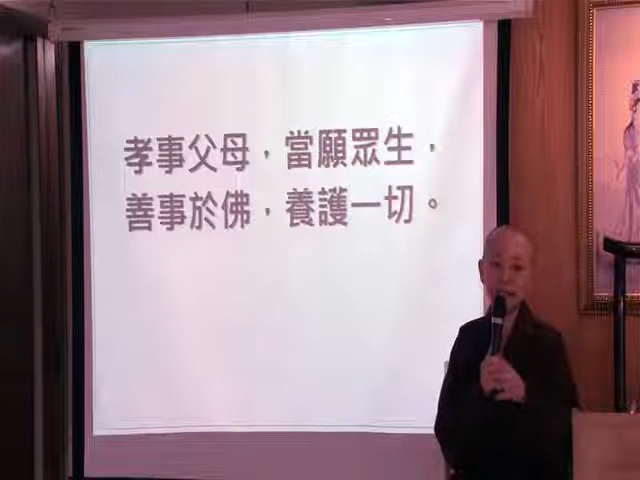 孝事父母，當願眾生，
善事於佛，養護一切。